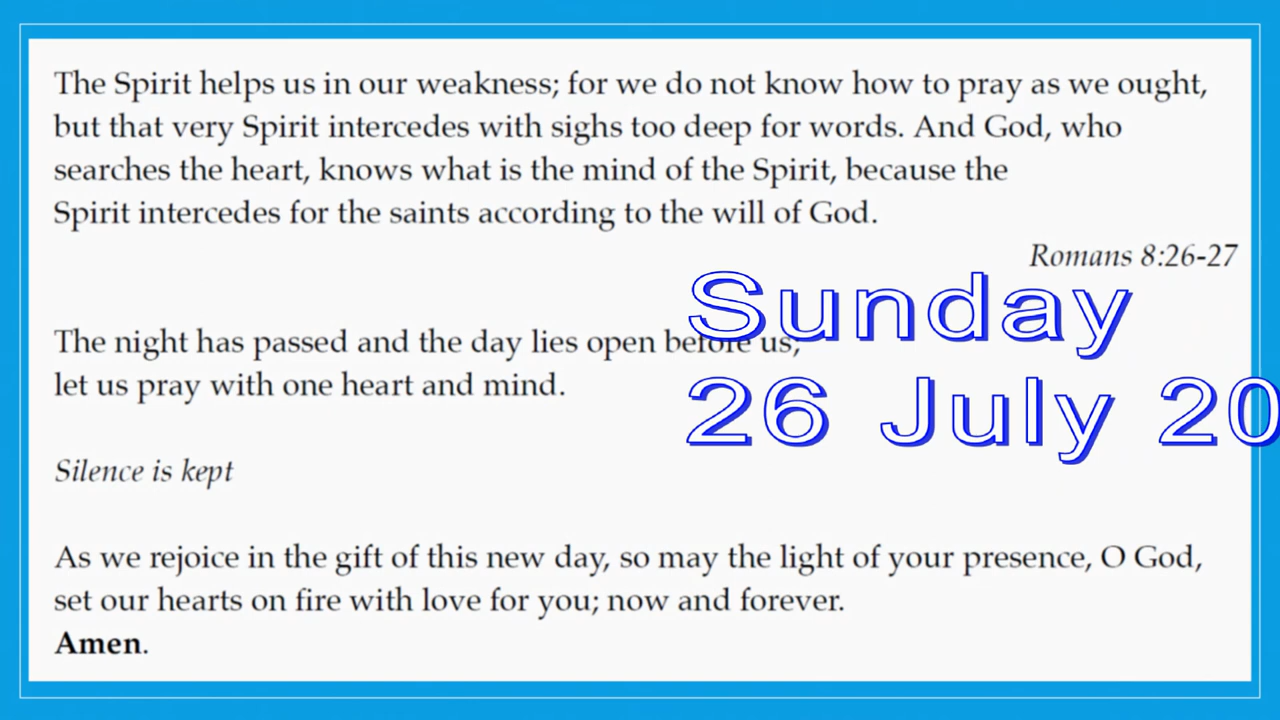 The Spirit helps us in our weakness; for we do not know how to pray as we ought,
but that very Spirit intercedes with sighs too deep for words. And God, who
searches the heart, knows what is the mind of the Spirit, because the
Spirit intercedes for the saints according to the will of God.
Romans 8:26-27
Sunday
The night has passed and the day lies open before us;
let us pray with one heart and mind.
26 July 20
Silence is kept
As we rejoice in the gift of this new day, so may the light of your presence, O God,
set our hearts on fire with love for you; now and forever.
Amen.